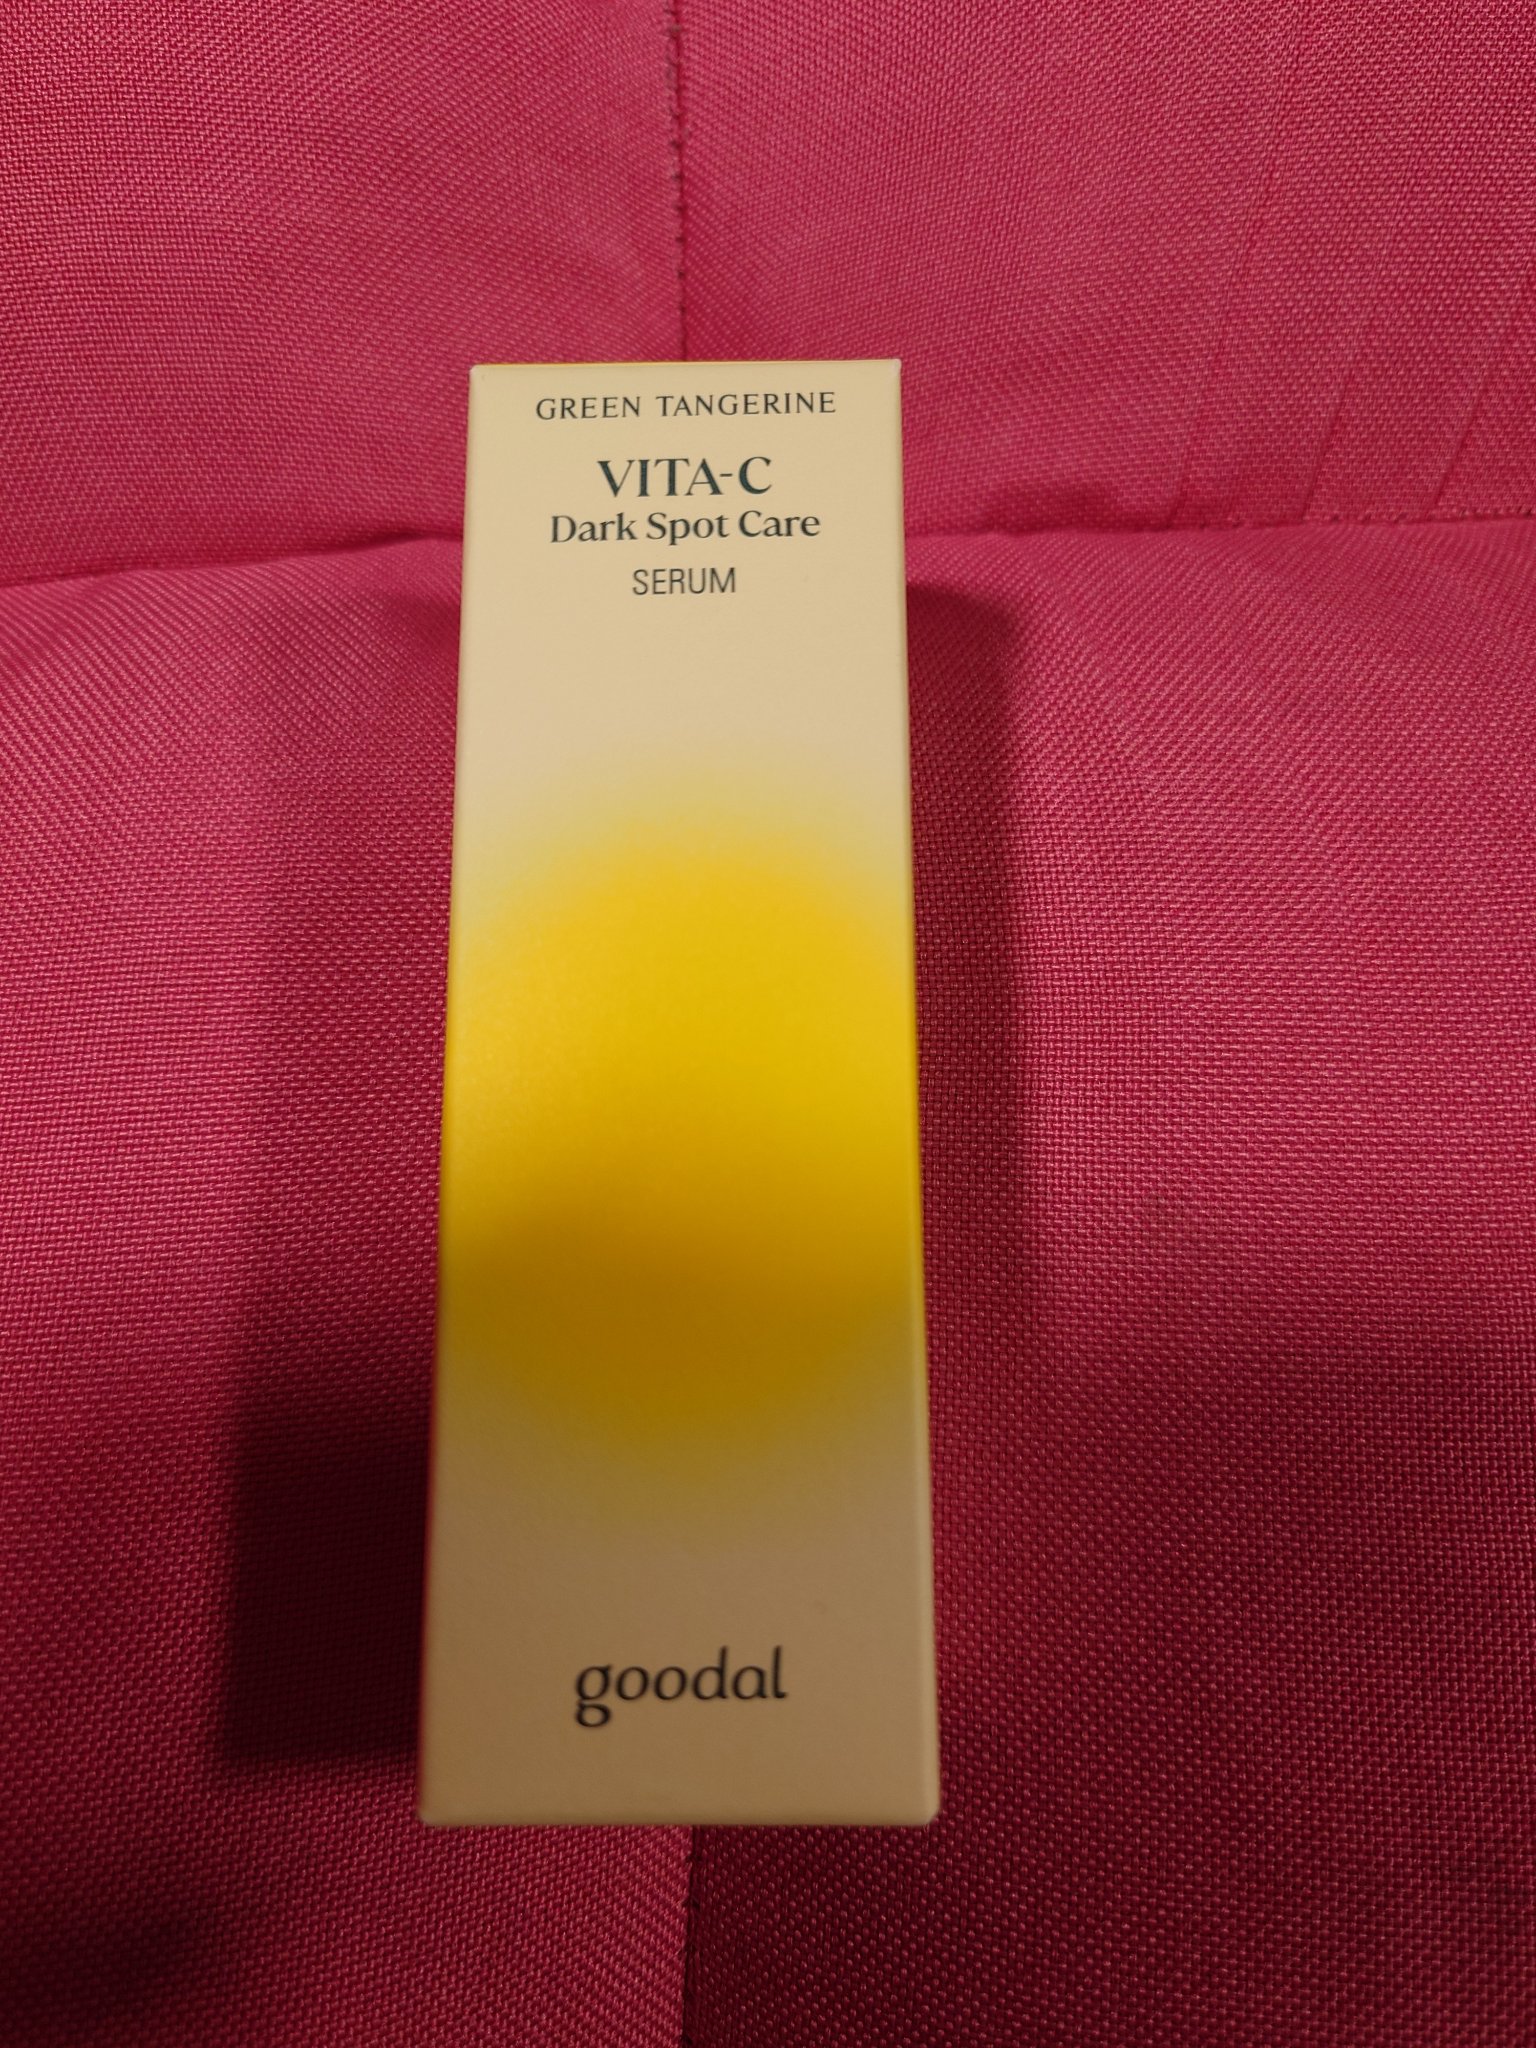 GREEN TANGERINE
VITA-C
Dark Spot Care
SERUM
goodal